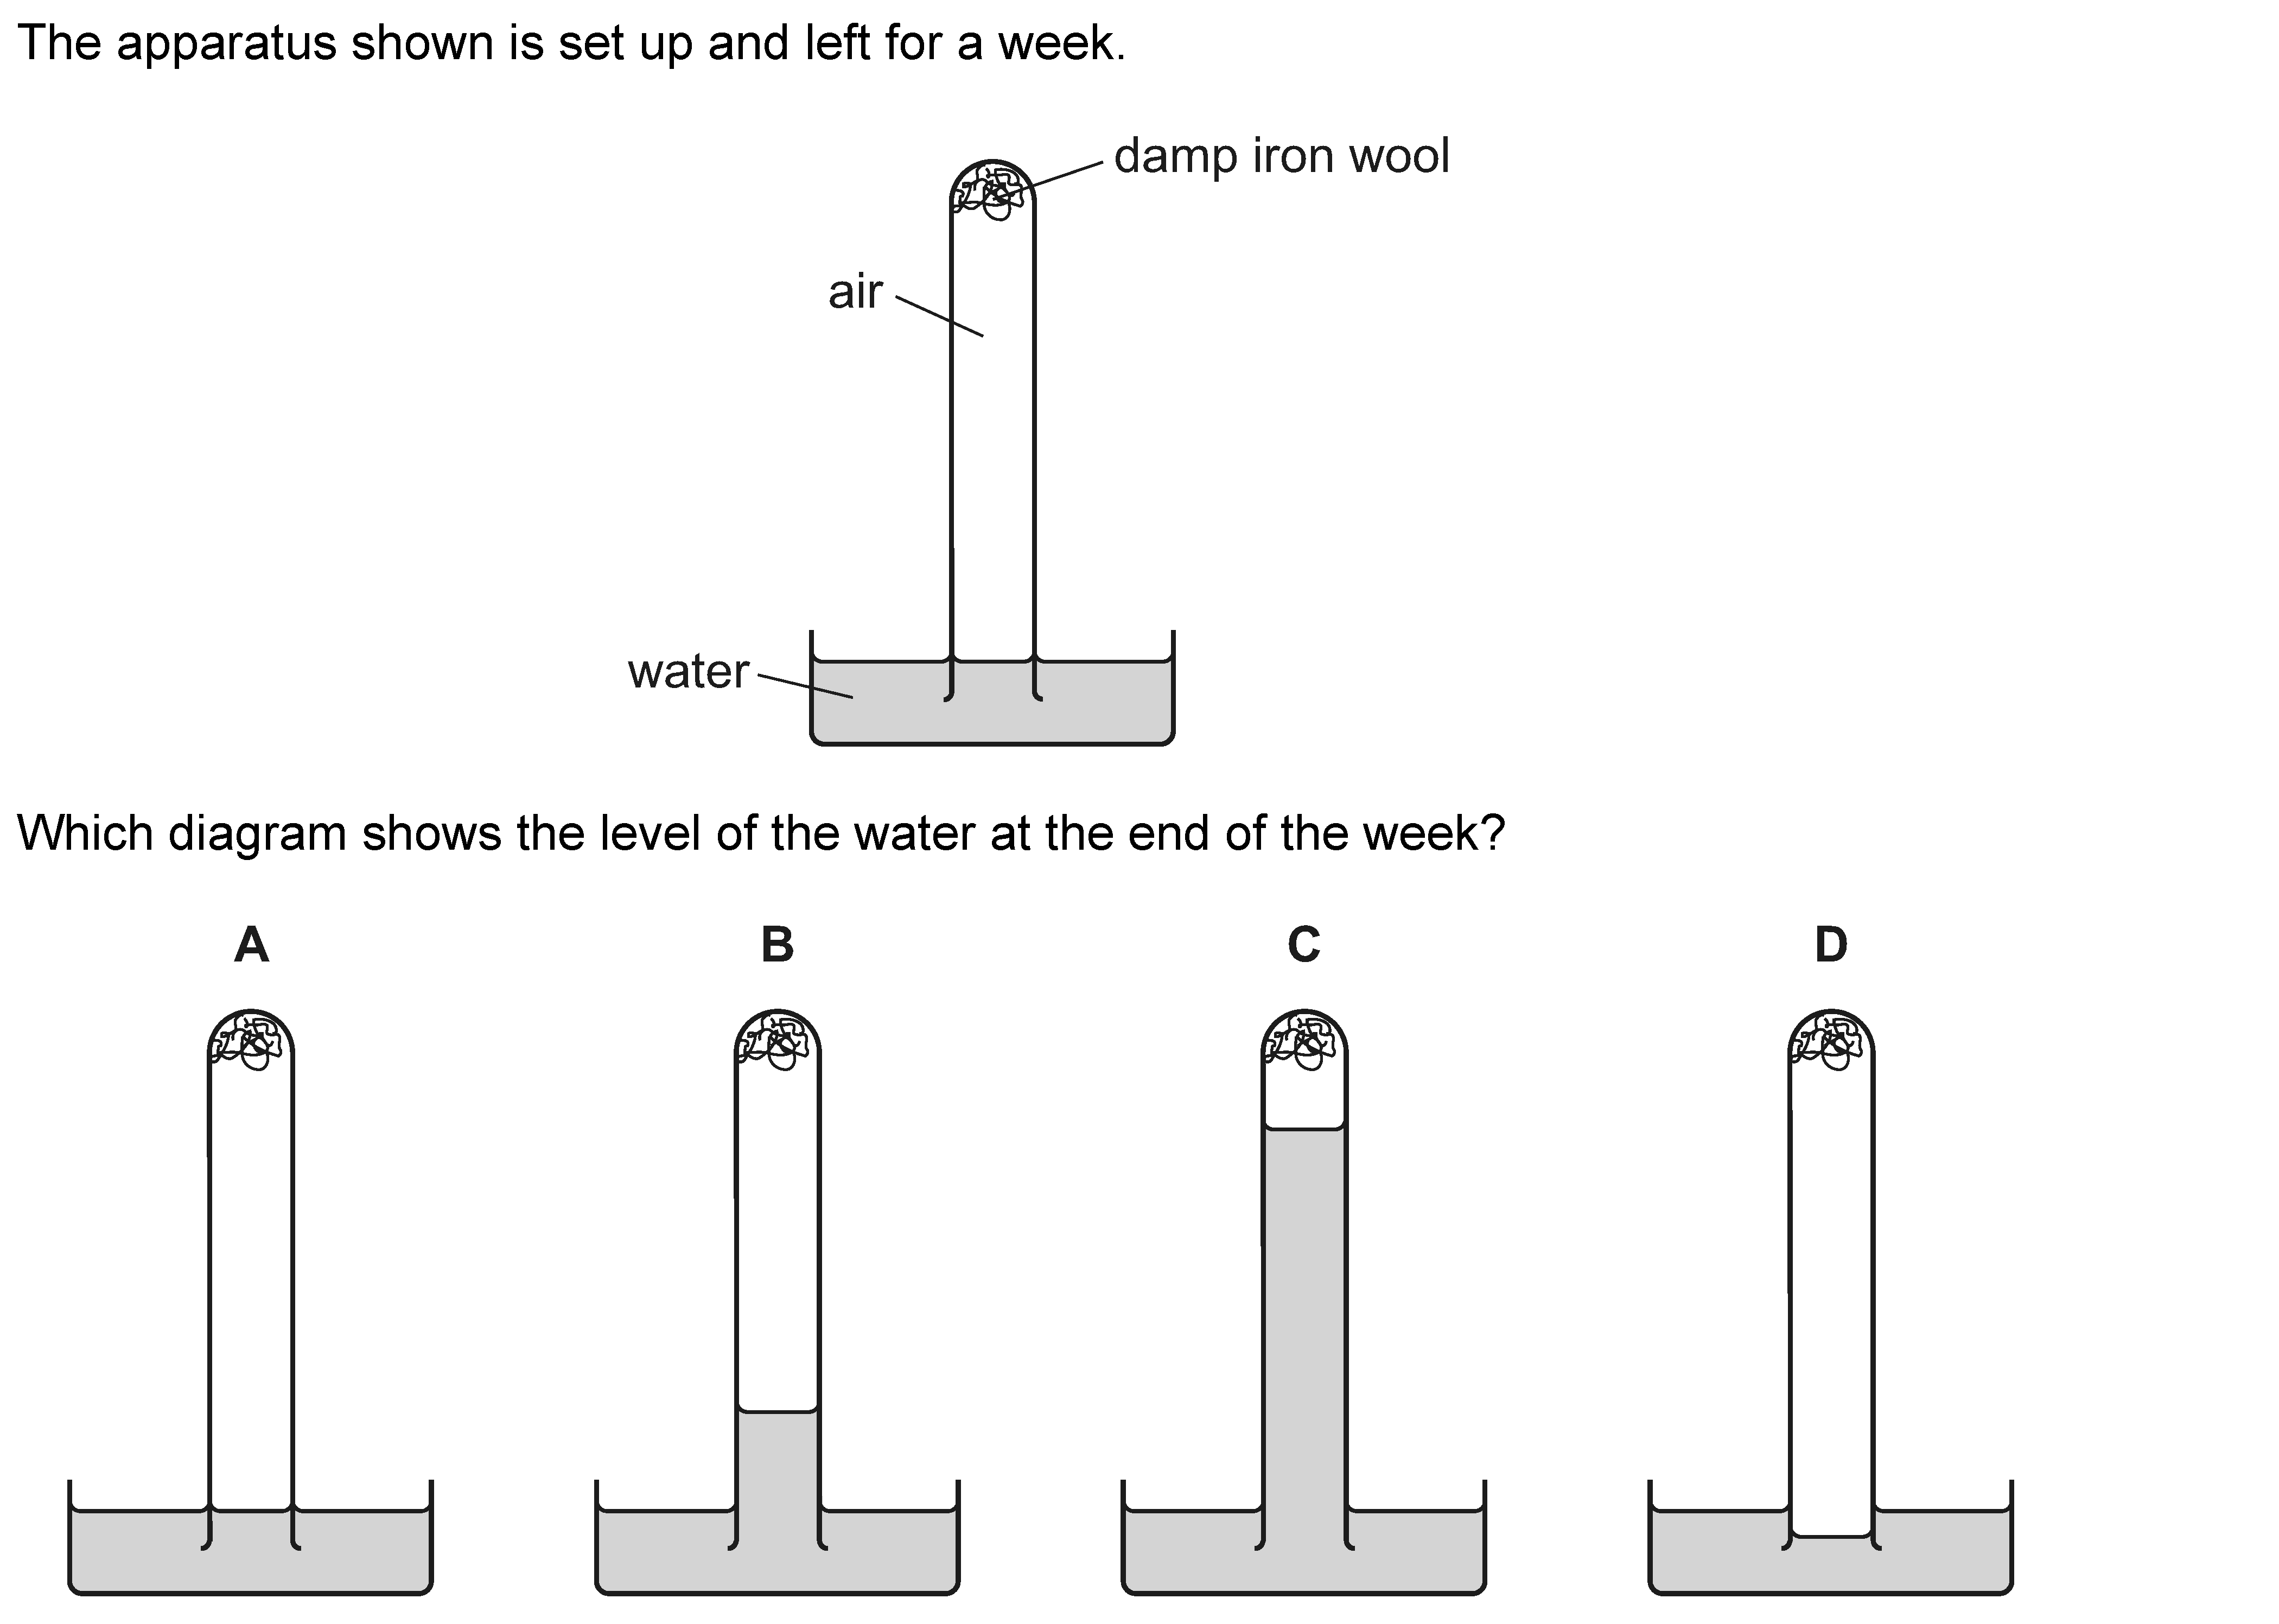 The apparatus shown is set up and left for a week.
damp iron wool
air
water
Which diagram shows the level of the water at the end of the week?
A B C D